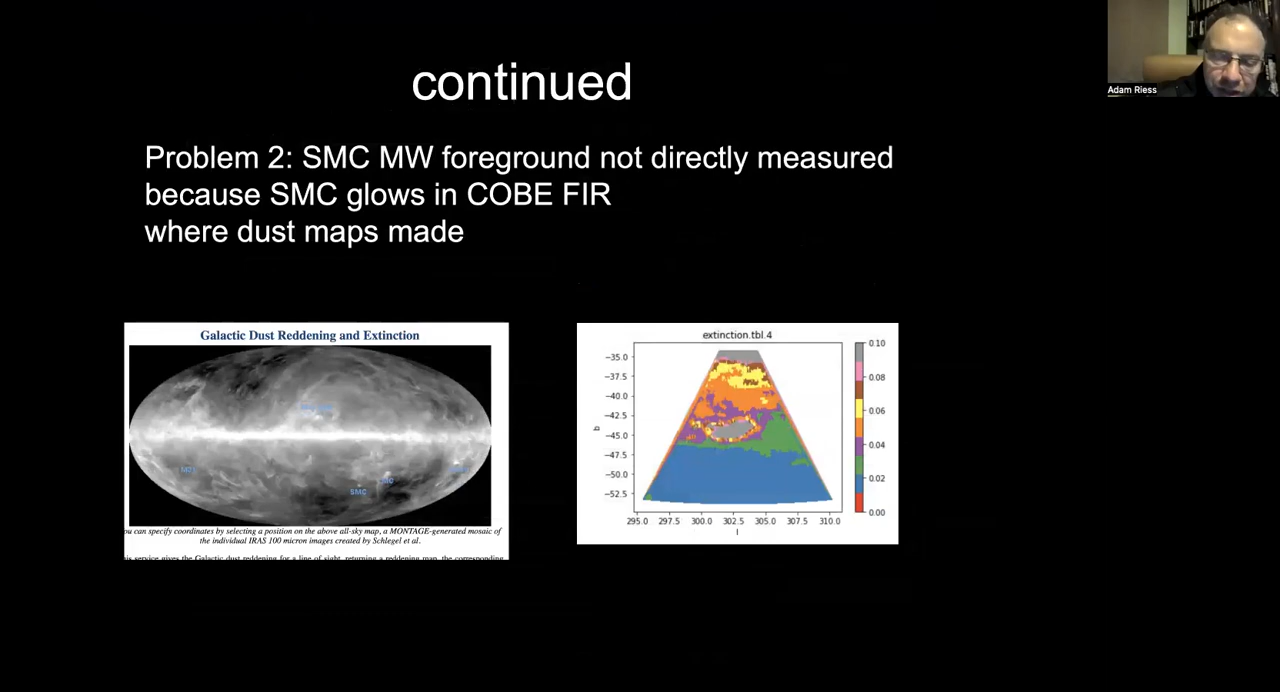 continued
Adam Riess
Problem 2: SMC MW foreground not directly measured
because SMC glows in COBE FIR
where dust maps made
Galactic Dust Reddening and Extinction
M31
SMC
ou can specify coordinates by selecting a position on the above all-sky map, a MONTAGE-generated mosaic of
the individual IRAS 100 micron images created by Schlegel et al.
is service gives the Galactic dust reddening for a line of sight, returning a reddening map, the corresponding
extinction.tbl.4
−35.0
−37.5
−40.0
−42.5
−45.0
−47.5
−50.0
−52.5
b
295.0 297.5 300.0 302.5 305.0 307.5 310.0
l
0.10
0.08
0.06
0.04
0.02
0.00